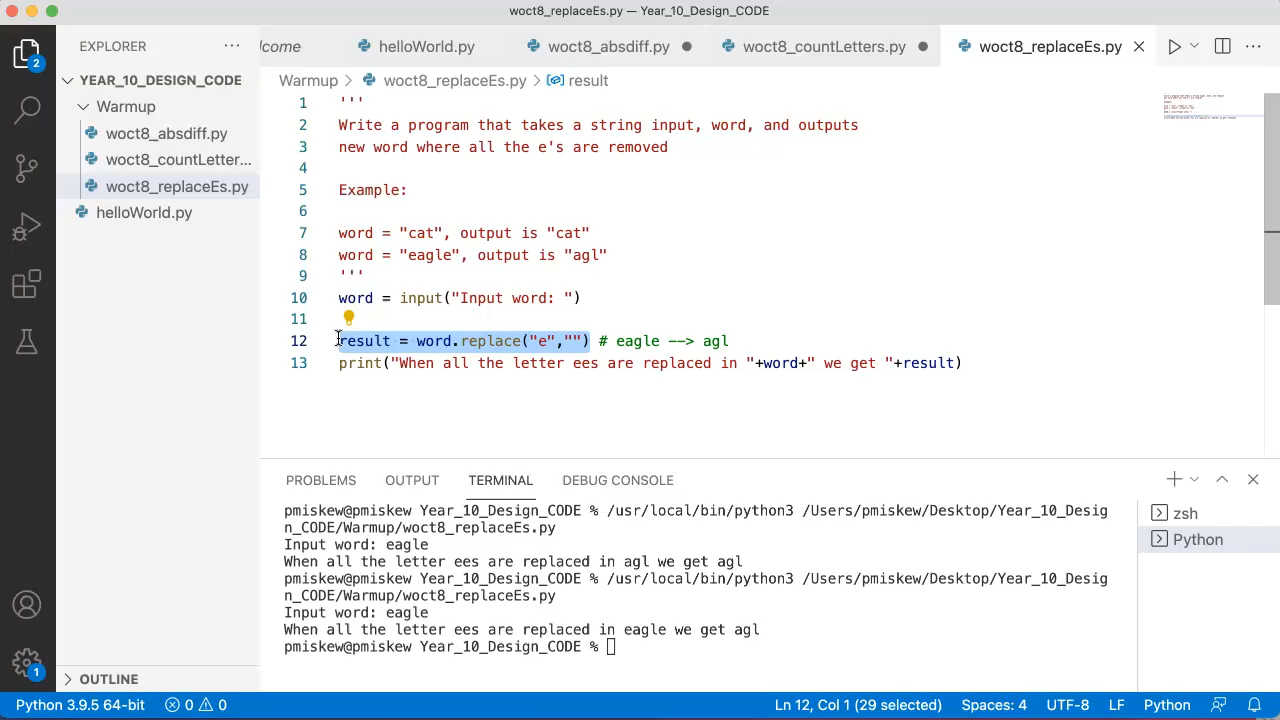 woct8_replaceEs.py — Year_10_Design_CODE
EXPLORER
lcome
helloWorld.py
woct8_absdiff.py
woct8_countLetters.py
woct8_replaceEs.py
2
YEAR_10_DESIGN_CODE
Warmup
woct8_absdiff.py
woct8_countLetter...
woct8_replaceEs.py
helloWorld.py
Warmup > woct8_replaceEs.py > result
1 '''
2 Write a program that takes a string input, word, and outputs
3 new word where all the e's are removed
4
5 Example:
6
7 word = "cat", output is "cat"
8 word = "eagle", output is "agl"
9 '''
10 word = input("Input word: ")
11
12 result = word.replace("e","") # eagle --> agl
13 print("When all the letter ees are replaced in "+word+" we get "+result)
PROBLEMS OUTPUT TERMINAL DEBUG CONSOLE
pmiskew@pmiskew Year_10_Design_CODE % /usr/local/bin/python3 /Users/pmiskew/Desktop/Year_10_Desig
n_CODE/Warmup/woct8_replaceEs.py
Input word: eagle
When all the letter ees are replaced in agl we get agl
pmiskew@pmiskew Year_10_Design_CODE % /usr/local/bin/python3 /Users/pmiskew/Desktop/Year_10_Desig
n_CODE/Warmup/woct8_replaceEs.py
Input word: eagle
When all the letter ees are replaced in eagle we get agl
pmiskew@pmiskew Year_10_Design_CODE %
zsh
Python
1
OUTLINE
Python 3.9.5 64-bit 0 0 Ln 12, Col 1 (29 selected) Spaces: 4 UTF-8 LF Python